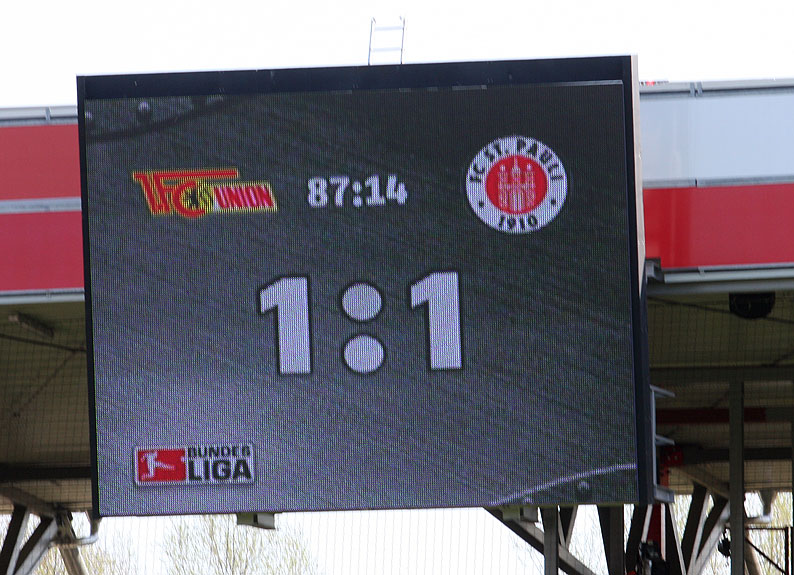 1.FC UNION
87:14
FC ST. PAULI
1910
1:1
BUNDES
LIGA